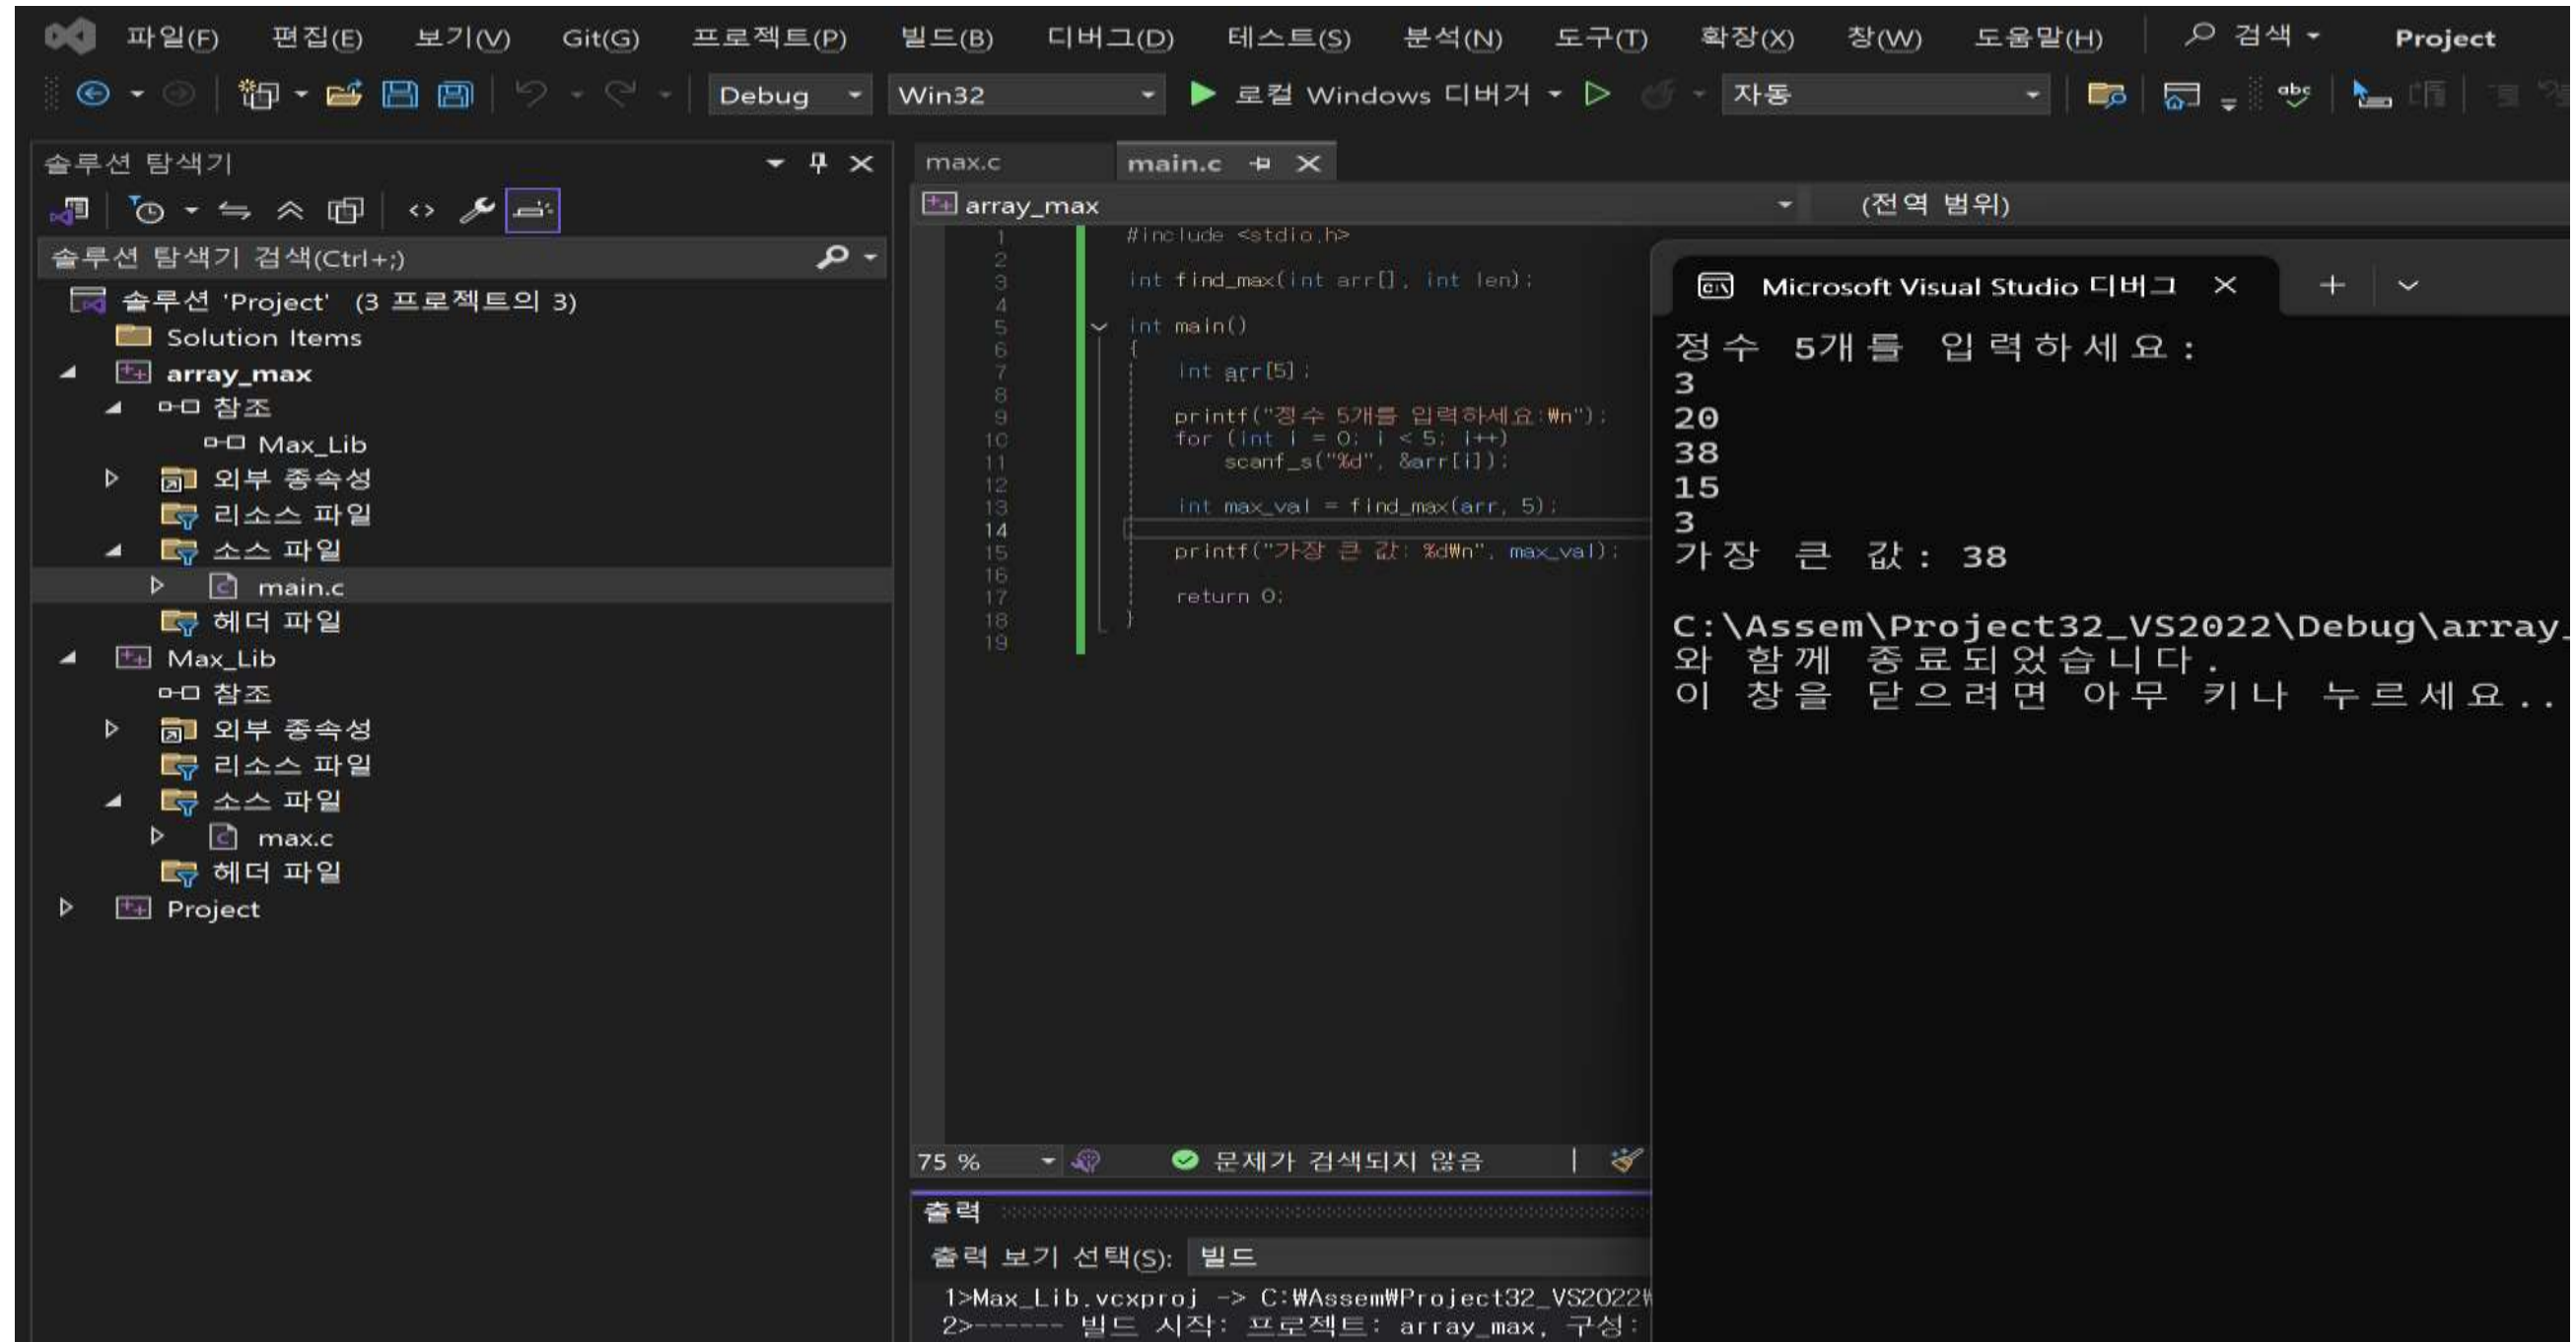 파일(F) 편집(E) 보기(V) Git(G) 프로젝트(P) 빌드(B) 디버그(D) 테스트(S) 분석(N) 도구(T) 확장(X) 창(W) 도움말(H) 검색 Project
Debug Win32 로컬 Windows 디버거 자동
솔루션 탐색기
솔루션 탐색기 검색(Ctrl+;)
솔루션 'Project' (3 프로젝트의 3)
Solution Items
array_max
참조
Max_Lib
외부 종속성
리소스 파일
소스 파일
main.c
헤더 파일
Max_Lib
참조
외부 종속성
리소스 파일
소스 파일
max.c
헤더 파일
Project
max.c main.c
array_max (전역 범위)
1 #include <stdio.h>
2
3 int find_max(int arr[], int len);
4
5 int main()
6 {
7 int arr[5];
8
9 printf("정수 5개를 입력하세요:₩n");
10 for (int i = 0; i < 5; i++)
11 scanf_s("%d", &arr[i]);
12
13 int max_val = find_max(arr, 5);
14
15 printf("가장 큰 값: %d₩n", max_val);
16
17 return 0;
18 }
19
75 % 문제가 검색되지 않음
출력
출력 보기 선택(S): 빌드
1>Max_Lib.vcxproj -> C:₩Assem₩Project32_VS2022₩
2>------ 빌드 시작: 프로젝트: array_max, 구성:
Microsoft Visual Studio 디버그
정수 5개를 입력하세요:
3
20
38
15
3
가장 큰 값: 38
C:\Assem\Project32_VS2022\Debug\array_
와 함께 종료되었습니다.
이 창을 닫으려면 아무 키나 누르세요..